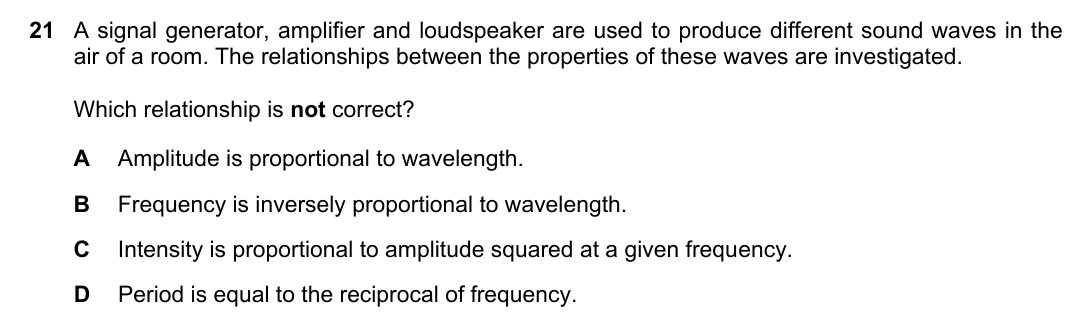 21 A signal generator, amplifier and loudspeaker are used to produce different sound waves in the
air of a room. The relationships between the properties of these waves are investigated.
Which relationship is not correct?
A Amplitude is proportional to wavelength.
B Frequency is inversely proportional to wavelength.
C Intensity is proportional to amplitude squared at a given frequency.
D Period is equal to the reciprocal of frequency.